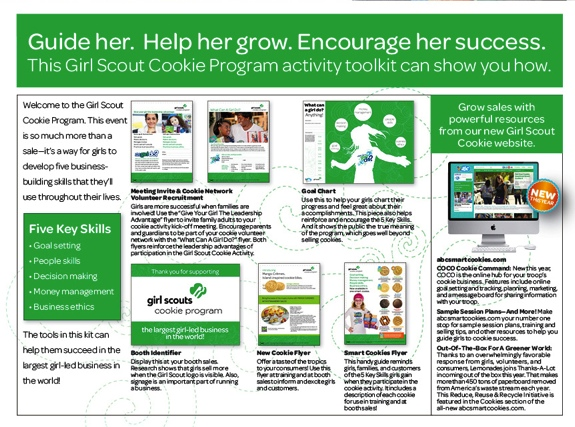 Guide her. Help her grow. Encourage her success.
This Girl Scout Cookie Program activity toolkit can show you how.
Welcome to the Girl Scout
Cookie Program. This event
is so much more than a
sale—it's a way for girls to
develop five business-
building skills that they'll
use throughout their lives.
Five Key Skills
• Goal setting
• People skills
• Decision making
• Money management
• Business ethics
The tools in this kit can
help them succeed in the
largest girl-led business in
the world!
Meeting Invite & Cookie Network
Volunteer Recruitment
Girls are more successful when families are
involved! Use the "Give Your Girl The Leadership
Advantage" flyer to invite family adults to your
cookie activity kick-off meeting. Encourage parents
and guardians to be part of your cookie volunteer
network with the "What Can A Girl Do?" flyer. Both
flyers reinforce the leadership advantages of
participation in the Girl Scout Cookie Activity.
What can
a girl do?
Anything!
Goal Chart
Use this to help your girls chart their
progress and feel great about their
accomplishments. This piece also helps
reinforce and encourage the 5 Key Skills.
And it shows the public the true meaning
of the program, which goes well beyond
selling cookies.
Thank you for supporting
girl scouts
cookie program
the largest girl-led business
in the world!
Booth Identifier
Display this at your booth sales.
Research shows that girls sell more
when the Girl Scout logo is visible. Also,
signage is an important part of running
a business.
New Cookie Flyer
Offer a taste of the tropics
to your consumers! Use this
flyer at training and at booth
sales to inform and excite girls
and customers.
Smart Cookies Flyer
This handy guide reminds
girls, families, and customers
of the 5 Key Skills girls gain
when they participate in the
cookie activity. It includes a
description of each cookie
for use in training and at
booth sales!
Grow sales with
powerful resources
from our new Girl Scout
Cookie website.
NEW
THIS YEAR
abcsmartcookies.com
COCO Cookie Command: New this year,
COCO is the online hub for your troop's
cookie business. Features include online
goal setting and tracking, planning, marketing,
and a message board for sharing information
with your troop.
Sample Session Plans—And More! Make
abcsmartcookies.com your number one
stop for sample session plans, training and
selling tips, and other resources to help you
guide girls to cookie success.
Out-Of-The-Box For A Greener World:
Thanks to an overwhelmingly favorable
response from girls, volunteers, and
consumers, Lemonades joins Thanks-A-Lot
in coming out of the box this year. That makes
more than 450 tons of paperboard removed
from America's waste stream each year.
This Reduce, Reuse & Recycle Initiative is
featured in the Cookies section of the
all-new abcsmartcookies.com.